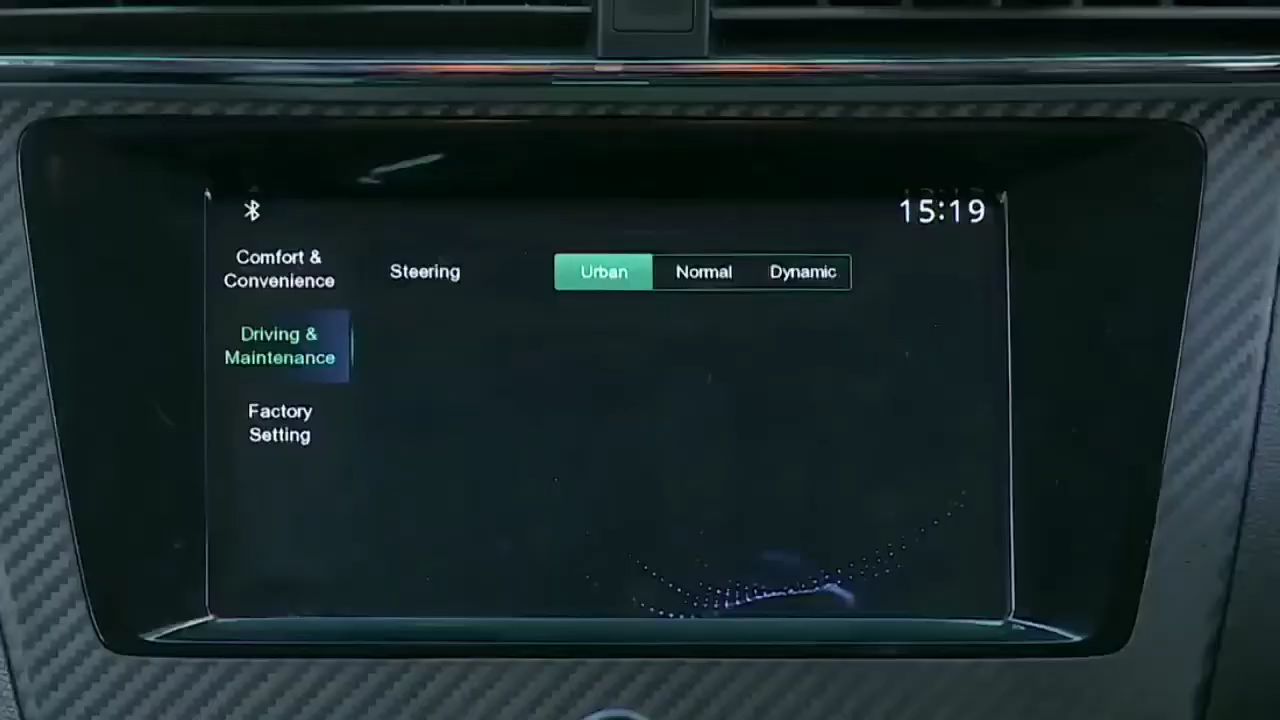 15:19
Comfort &
Convenience
Steering
Urban
Normal
Dynamic
Driving &
Maintenance
Factory
Setting